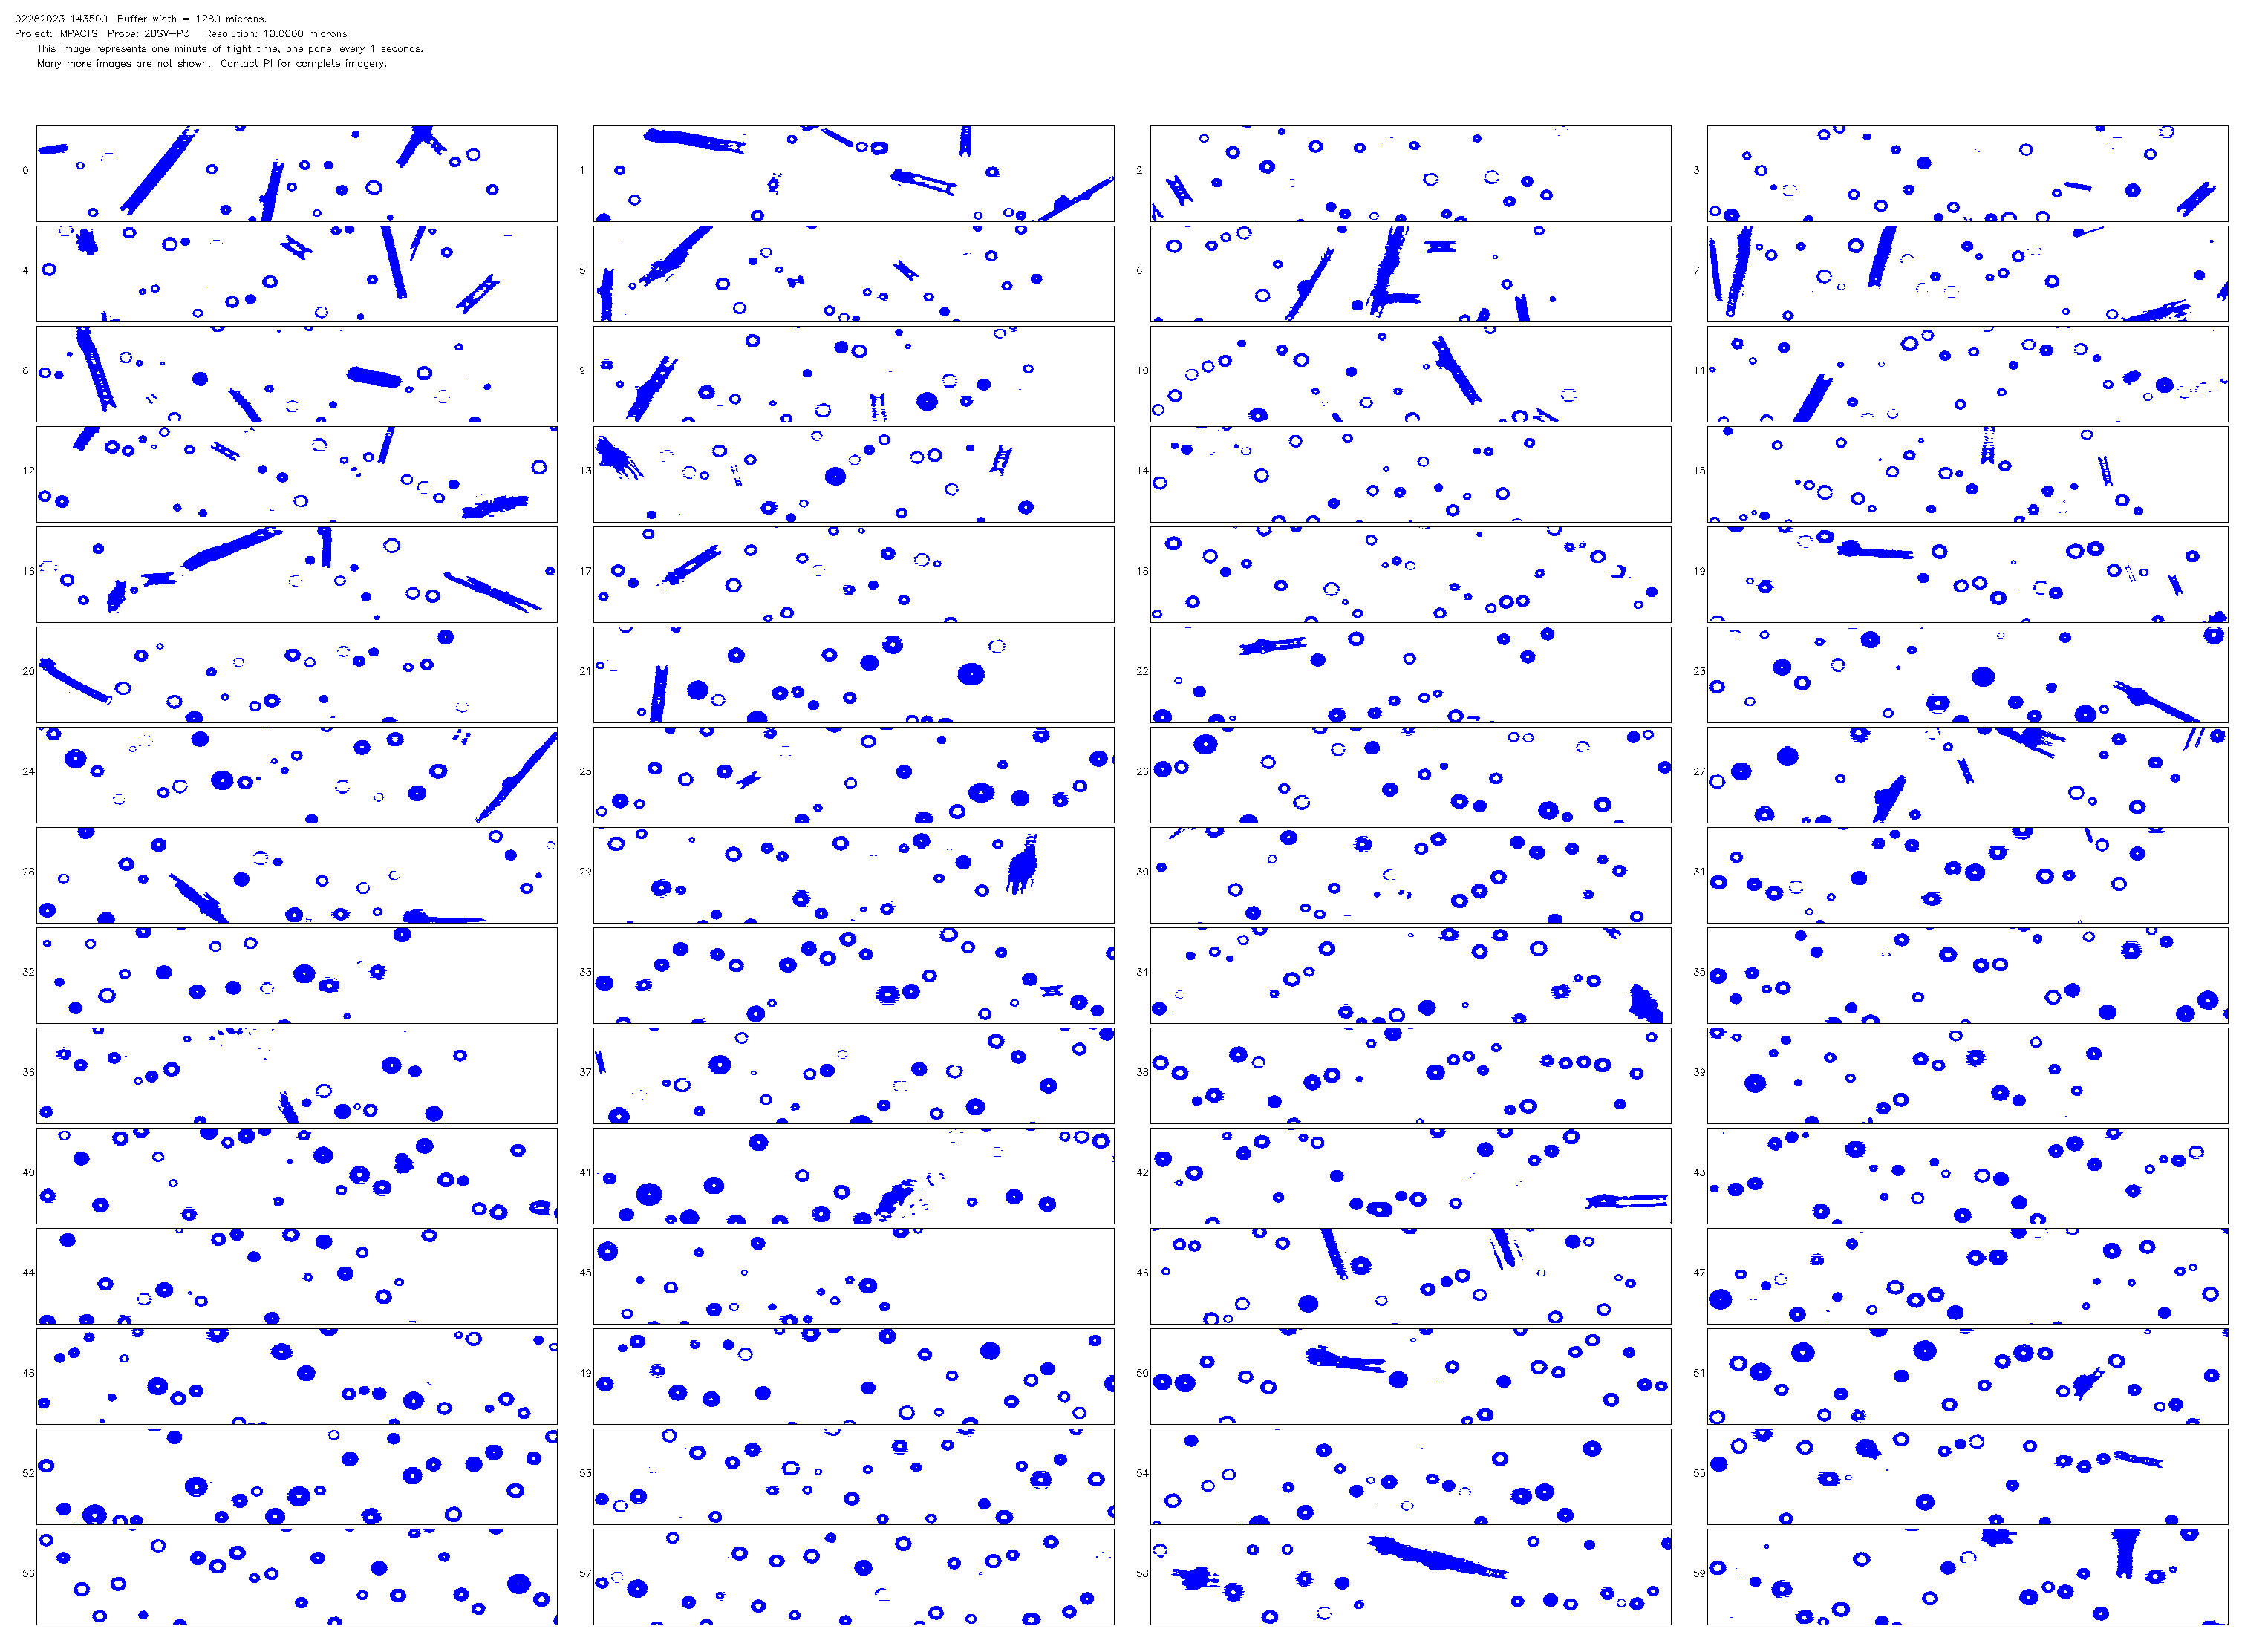 02282023 143500 Buffer width = 1280 microns.
Project: IMPACTS Probe: 2DSV-P3 Resolution: 10.0000 microns
This image represents one minute of flight time, one panel every 1 seconds.
Many more images are not shown. Contact PI for complete imagery.
0 1 2 3
4 5 6 7
8 9 10 11
12 13 14 15
16 17 18 19
20 21 22 23
24 25 26 27
28 29 30 31
32 33 34 35
36 37 38 39
40 41 42 43
44 45 46 47
48 49 50 51
52 53 54 55
56 57 58 59